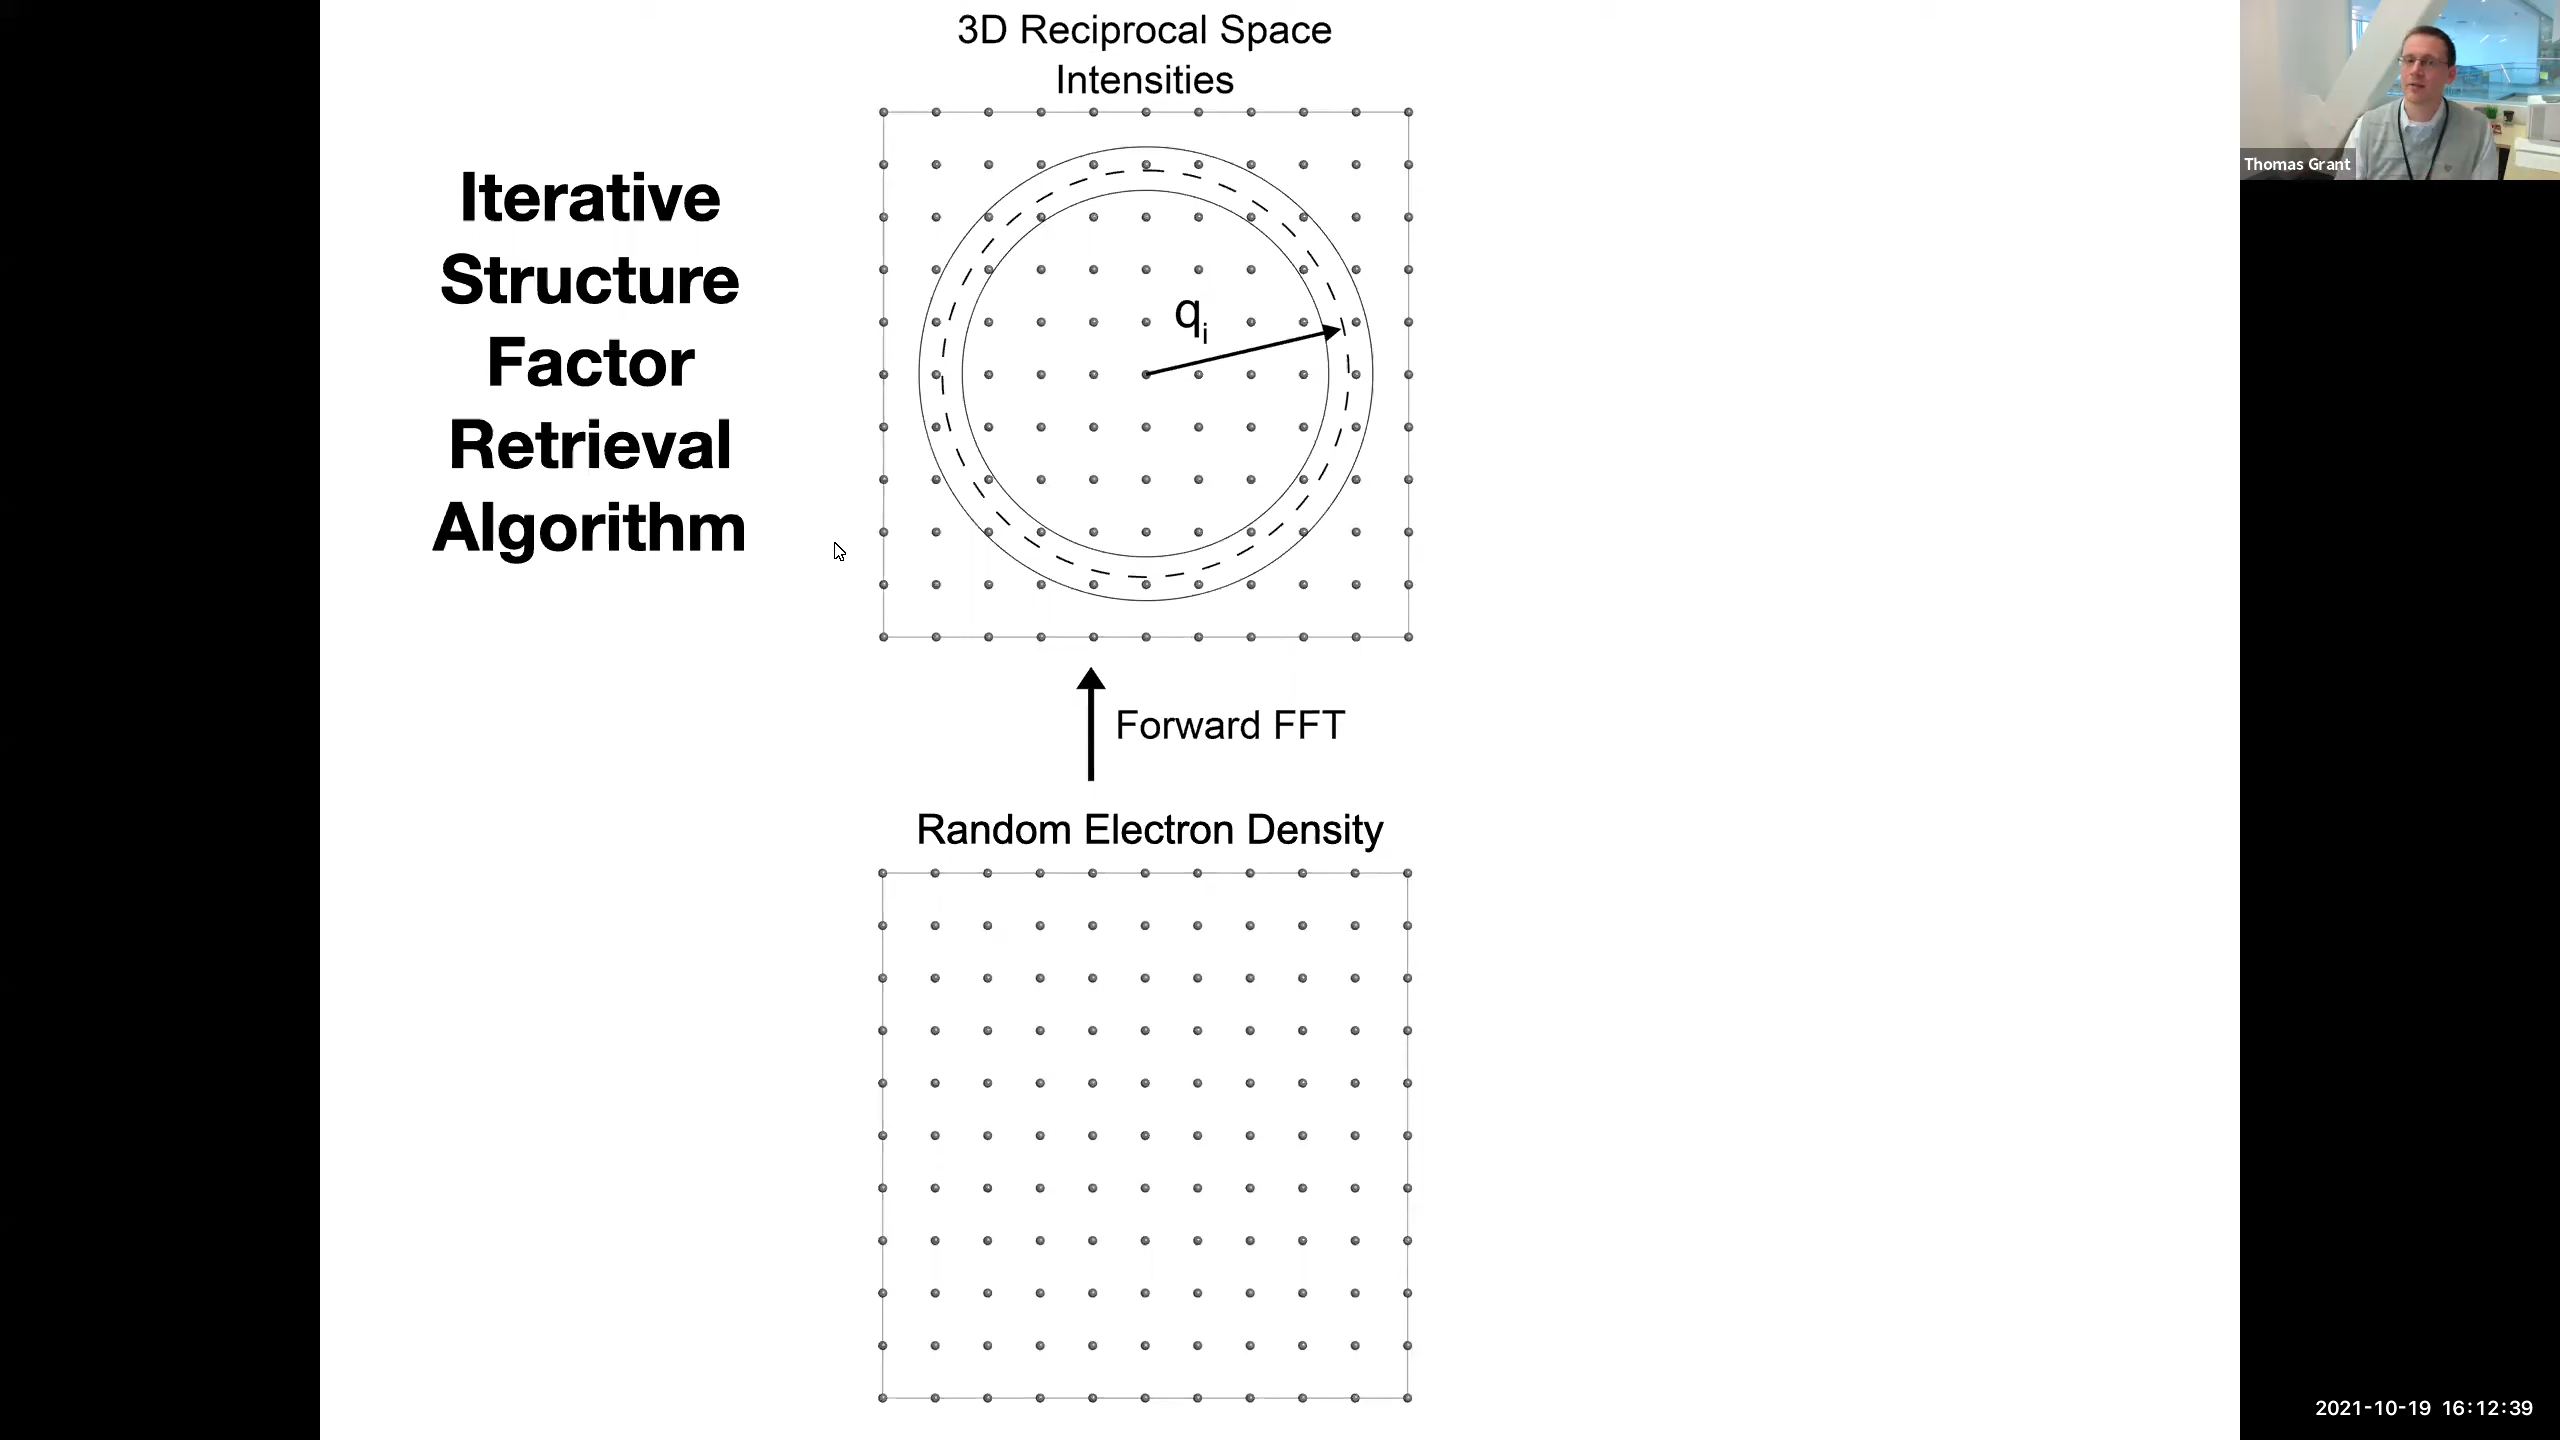 3D Reciprocal Space
Intensities
Iterative
Structure
Factor
Retrieval
Algorithm
qi
Forward FFT
Random Electron Density
Thomas Grant
2021-10-19 16:12:39